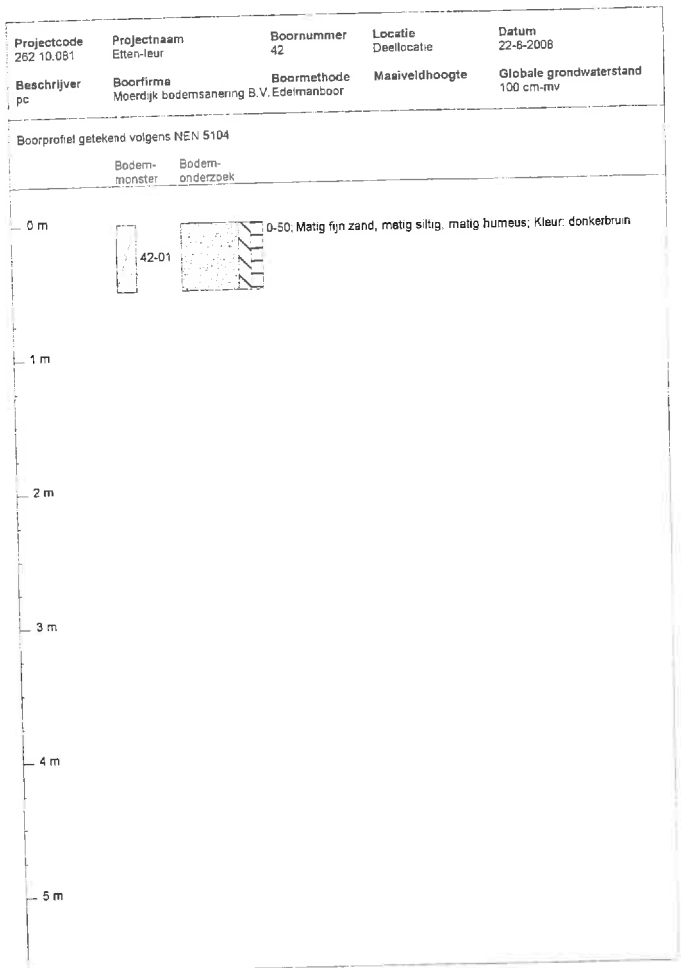 Projectcode Projectnaam Boornummer Locatie Datum
262 10.081 Etten-leur 42 Deellocatie 22-8-2008
Beschrijver Boorfirma Boormethode Maaiveldhoogte Globale grondwaterstand
pc Moerdijk bodemsanering B.V. Edelmanboor 100 cm-mv
Boorprofiel getekend volgens NEN 5104
Bodem- Bodem-
monster onderzoek
0 m 0-50; Matig fijn zand, matig siltig, matig humeus; Kleur: donkerbruin
42-01
1 m
2 m
3 m
4 m
5 m